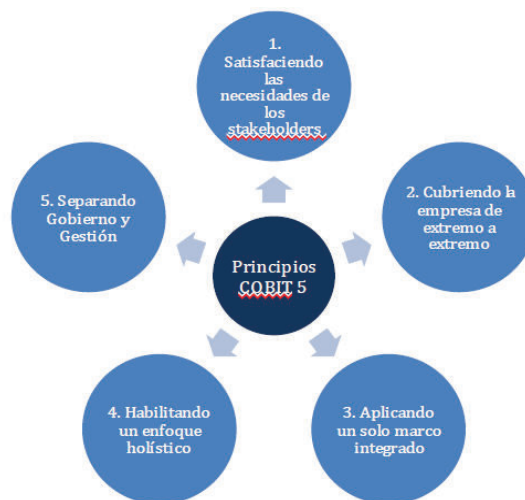 1.
Satisfaciendo
las
necesidades de
los
stakeholders
5. Separando
Gobierno y
Gestión
2. Cubriendo la
empresa de
extremo a
extremo
Principios
COBIT 5
4. Habilitando
un enfoque
holístico
3. Aplicando
un solo marco
integrado